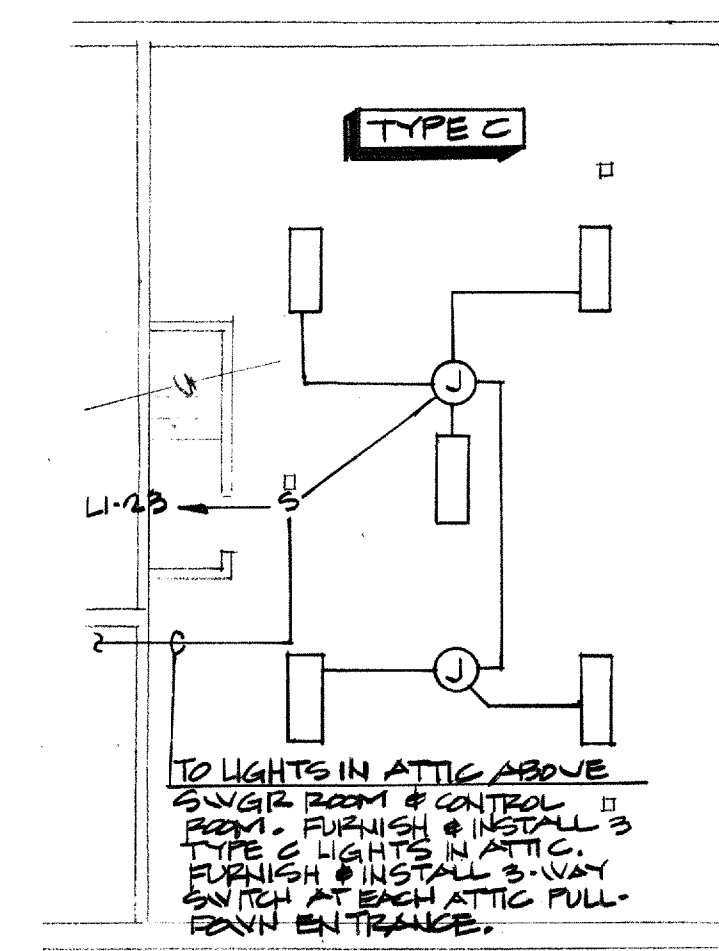 TYPE C
J
S
L1-23
J
TO LIGHTS IN ATTIC ABOVE
SWGR ROOM & CONTROL
ROOM. FURNISH & INSTALL 3
TYPE C LIGHTS IN ATTIC.
FURNISH & INSTALL 3-WAY
SWITCH AT EACH ATTIC PULL-
DOWN ENTRANCE.